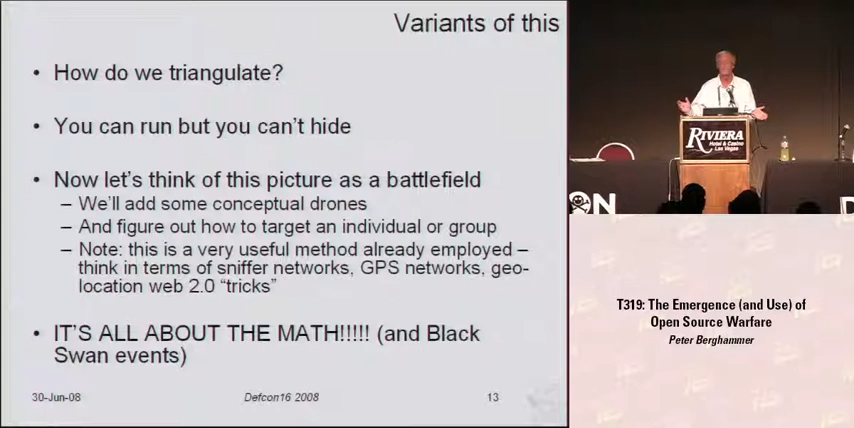 Variants of this
• How do we triangulate?
• You can run but you can't hide
• Now let's think of this picture as a battlefield
– We'll add some conceptual drones
– And figure out how to target an individual or group
– Note: this is a very useful method already employed –
think in terms of sniffer networks, GPS networks, geo-
location web 2.0 “tricks”
• IT'S ALL ABOUT THE MATH!!!!! (and Black
Swan events)
30-Jun-08
Defcon16 2008
13
RIVIERA
Hotel & Casino
Las Vegas
ON
D
T319: The Emergence (and Use) of
Open Source Warfare
Peter Berghammer